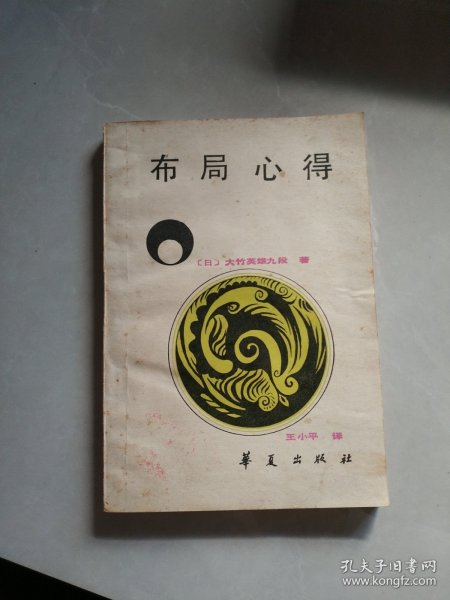 布局心得
〔日〕大竹英雄九段 著
王小平 译
华夏出版社
孔夫子旧书网
www.kongfz.com